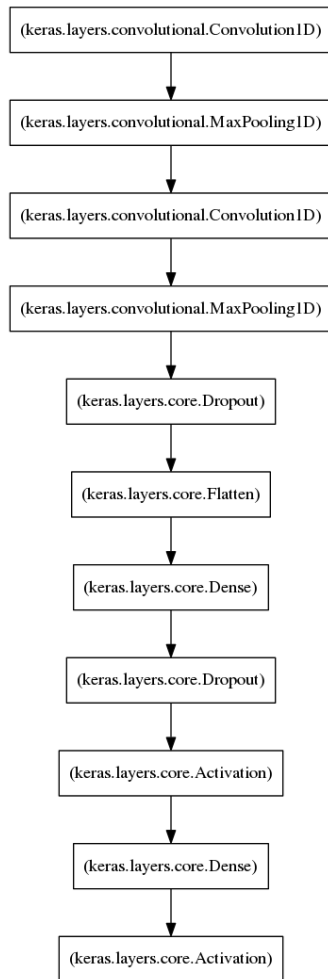 (keras.layers.convolutional.Convolution1D)
(keras.layers.convolutional.MaxPooling1D)
(keras.layers.convolutional.Convolution1D)
(keras.layers.convolutional.MaxPooling1D)
(keras.layers.core.Dropout)
(keras.layers.core.Flatten)
(keras.layers.core.Dense)
(keras.layers.core.Dropout)
(keras.layers.core.Activation)
(keras.layers.core.Dense)
(keras.layers.core.Activation)